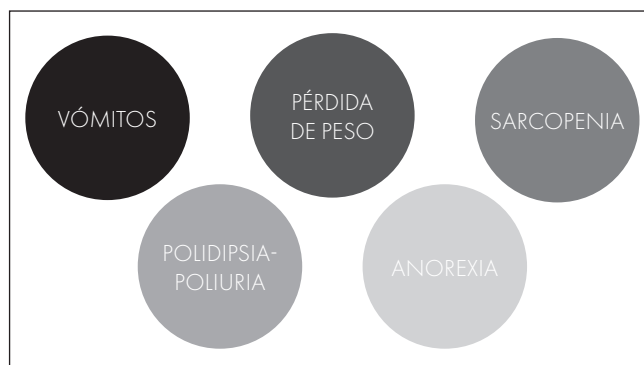 VÓMITOS
PÉRDIDA
DE PESO
SARCOPENIA
POLIDIPSIA-
POLIURIA
ANOREXIA